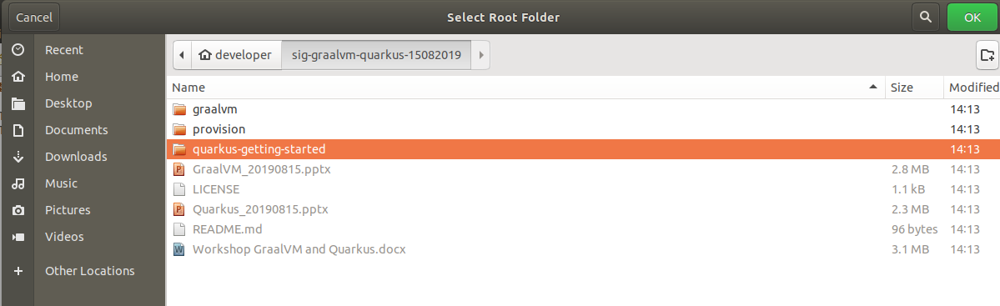 Cancel
Select Root Folder
OK
Recent
Home
Desktop
Documents
Downloads
Music
Pictures
Videos
Other Locations
developer sig-graalvm-quarkus-15082019
Name Size Modified
graalvm 14:13
provision 14:13
quarkus-getting-started 14:13
GraalVM_20190815.pptx 2.8 MB 14:13
LICENSE 1.1 kB 14:13
Quarkus_20190815.pptx 2.3 MB 14:13
README.md 96 bytes 14:13
Workshop GraalVM and Quarkus.docx 3.1 MB 14:13